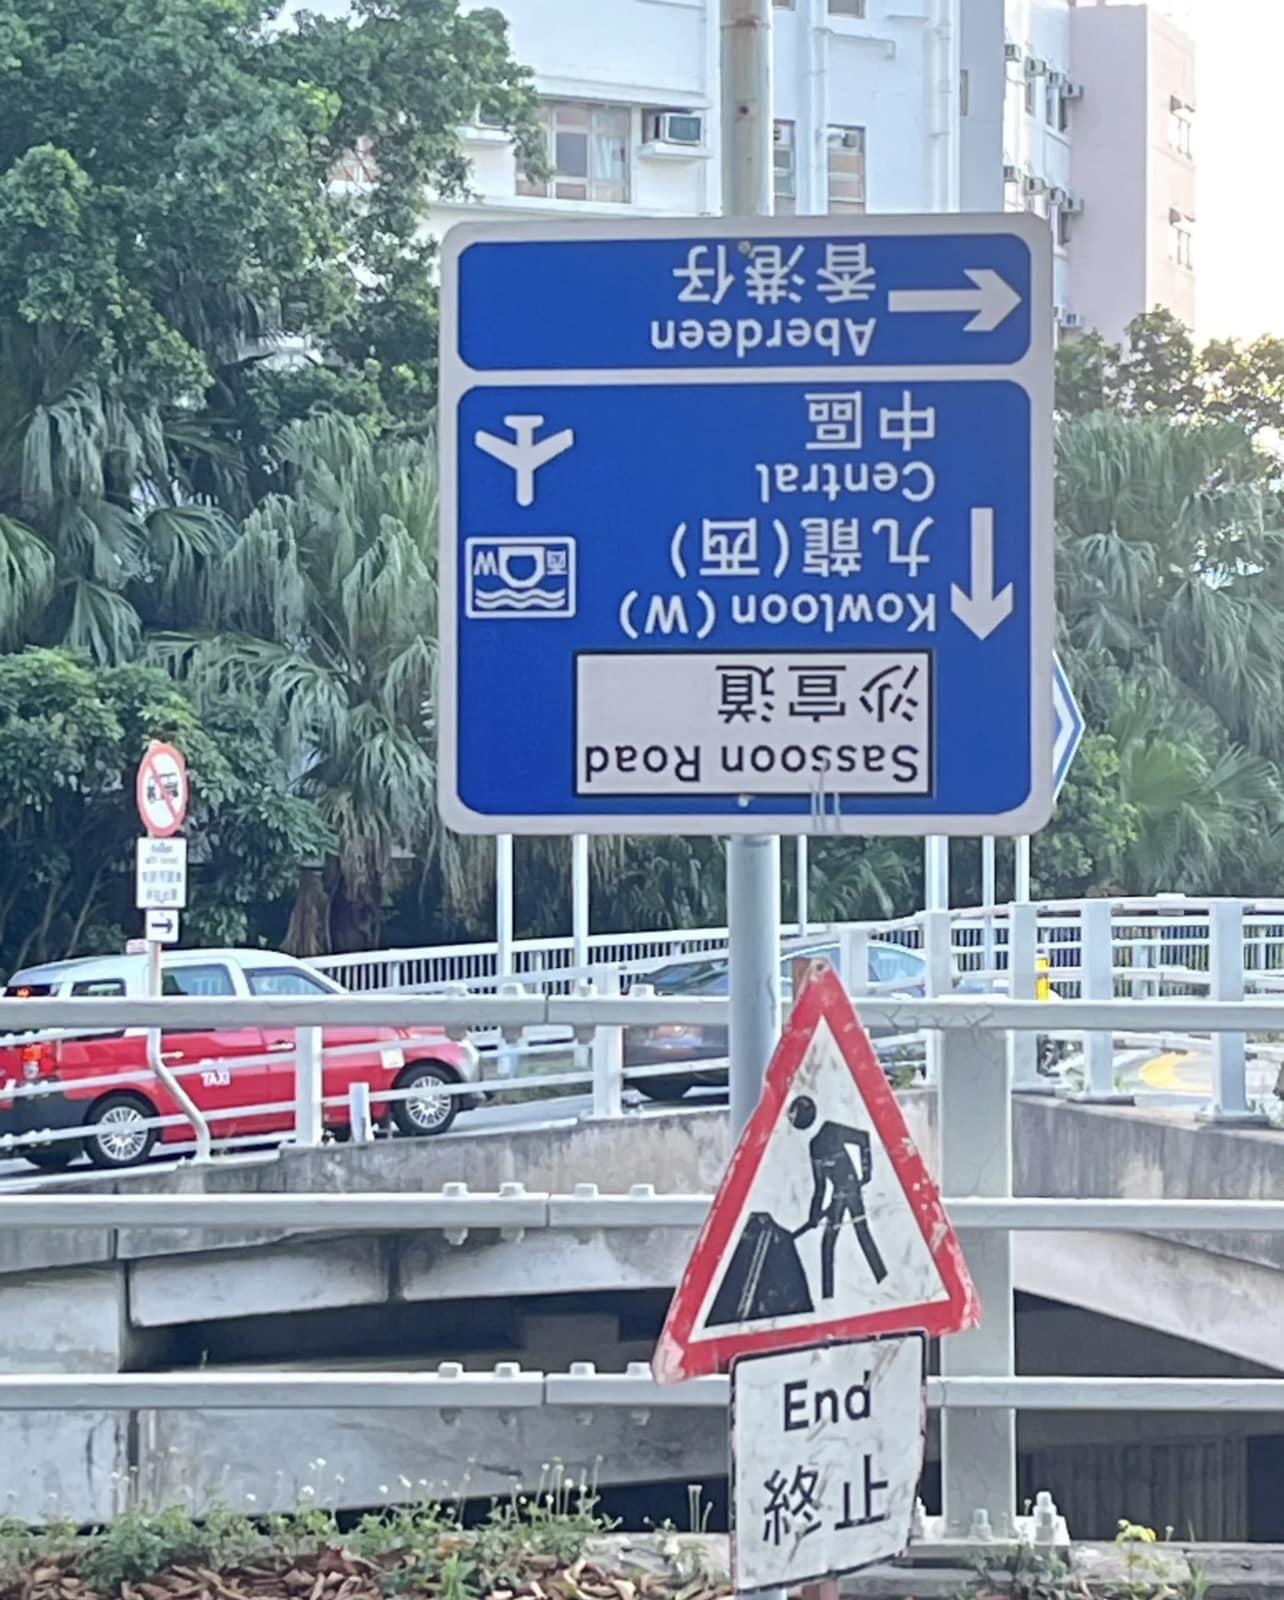 Sassoon Road
沙宣道
Kowloon (W)
九龍(西)
西 W
Central
中區
Aberdeen
香港仔
TAXI
End
終止